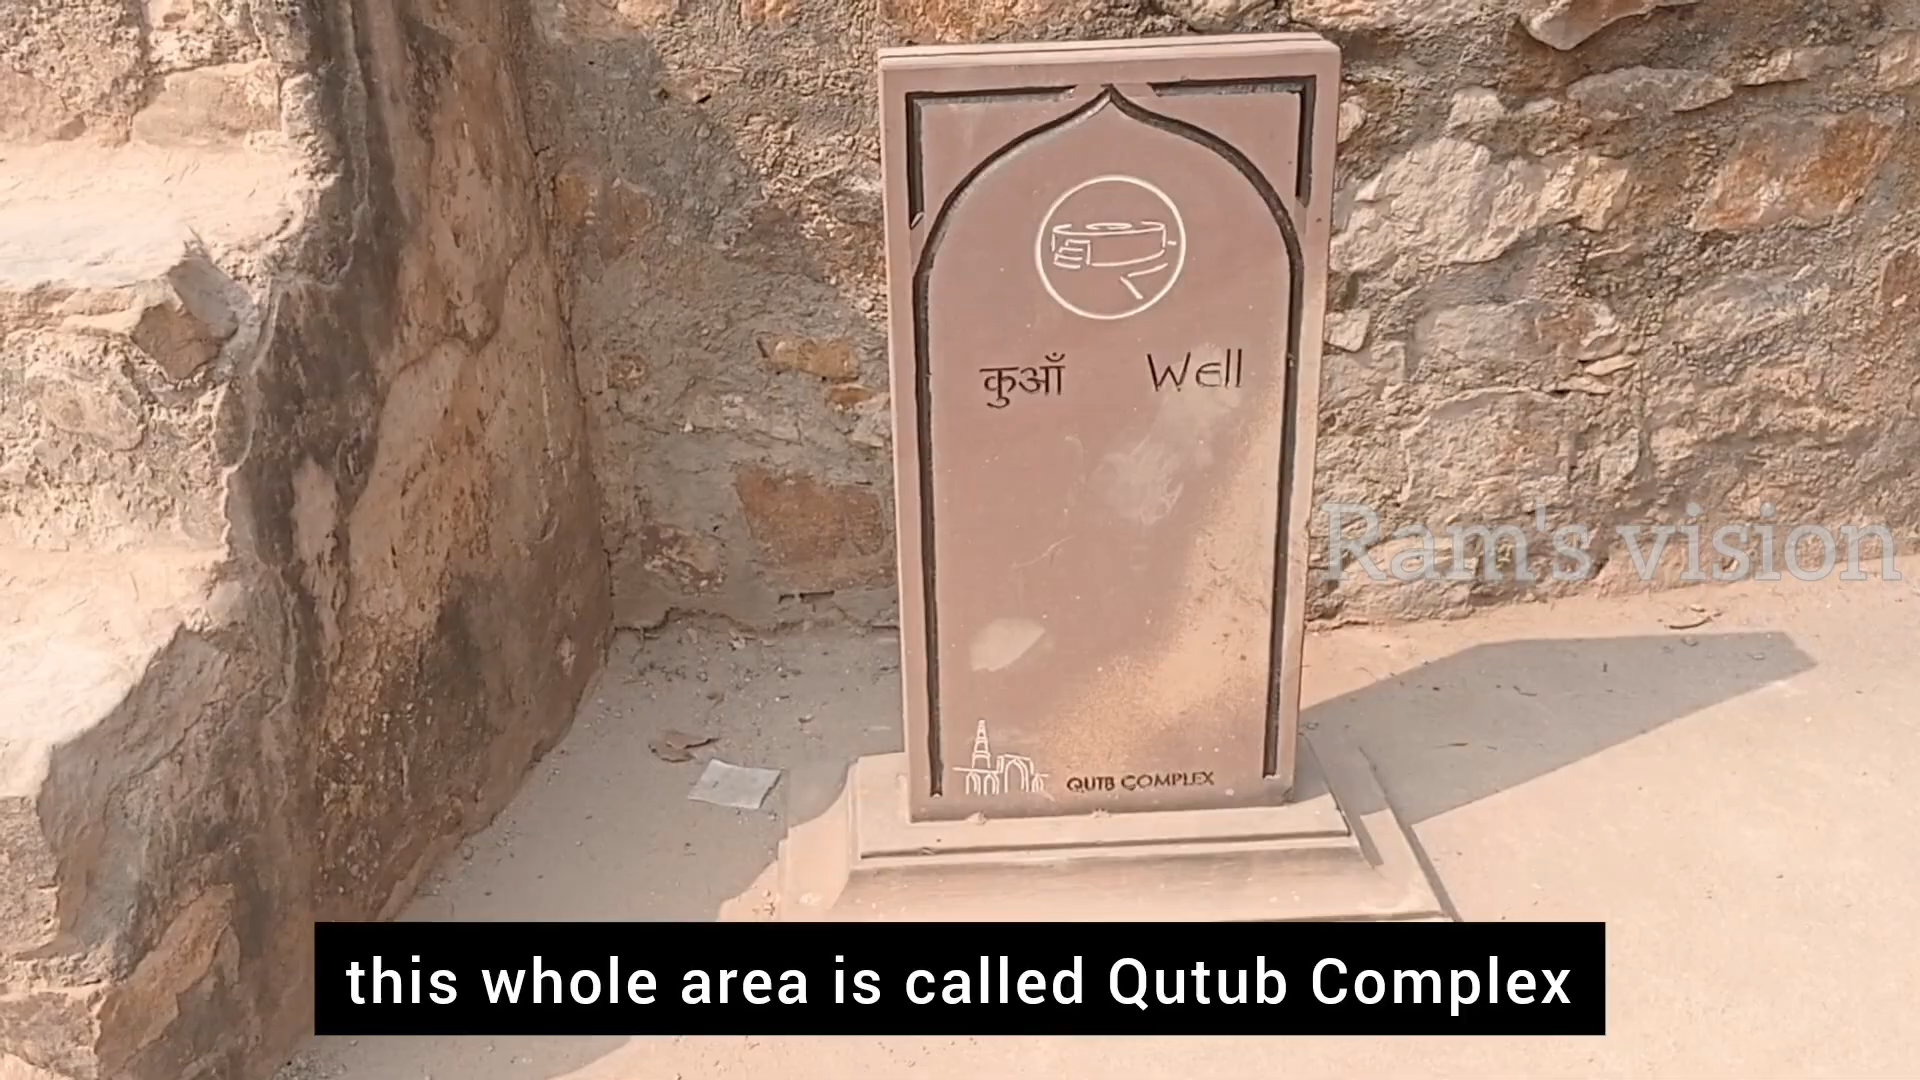 कुआँ Well
Ram's vision
QUTB COMPLEX
this whole area is called Qutub Complex